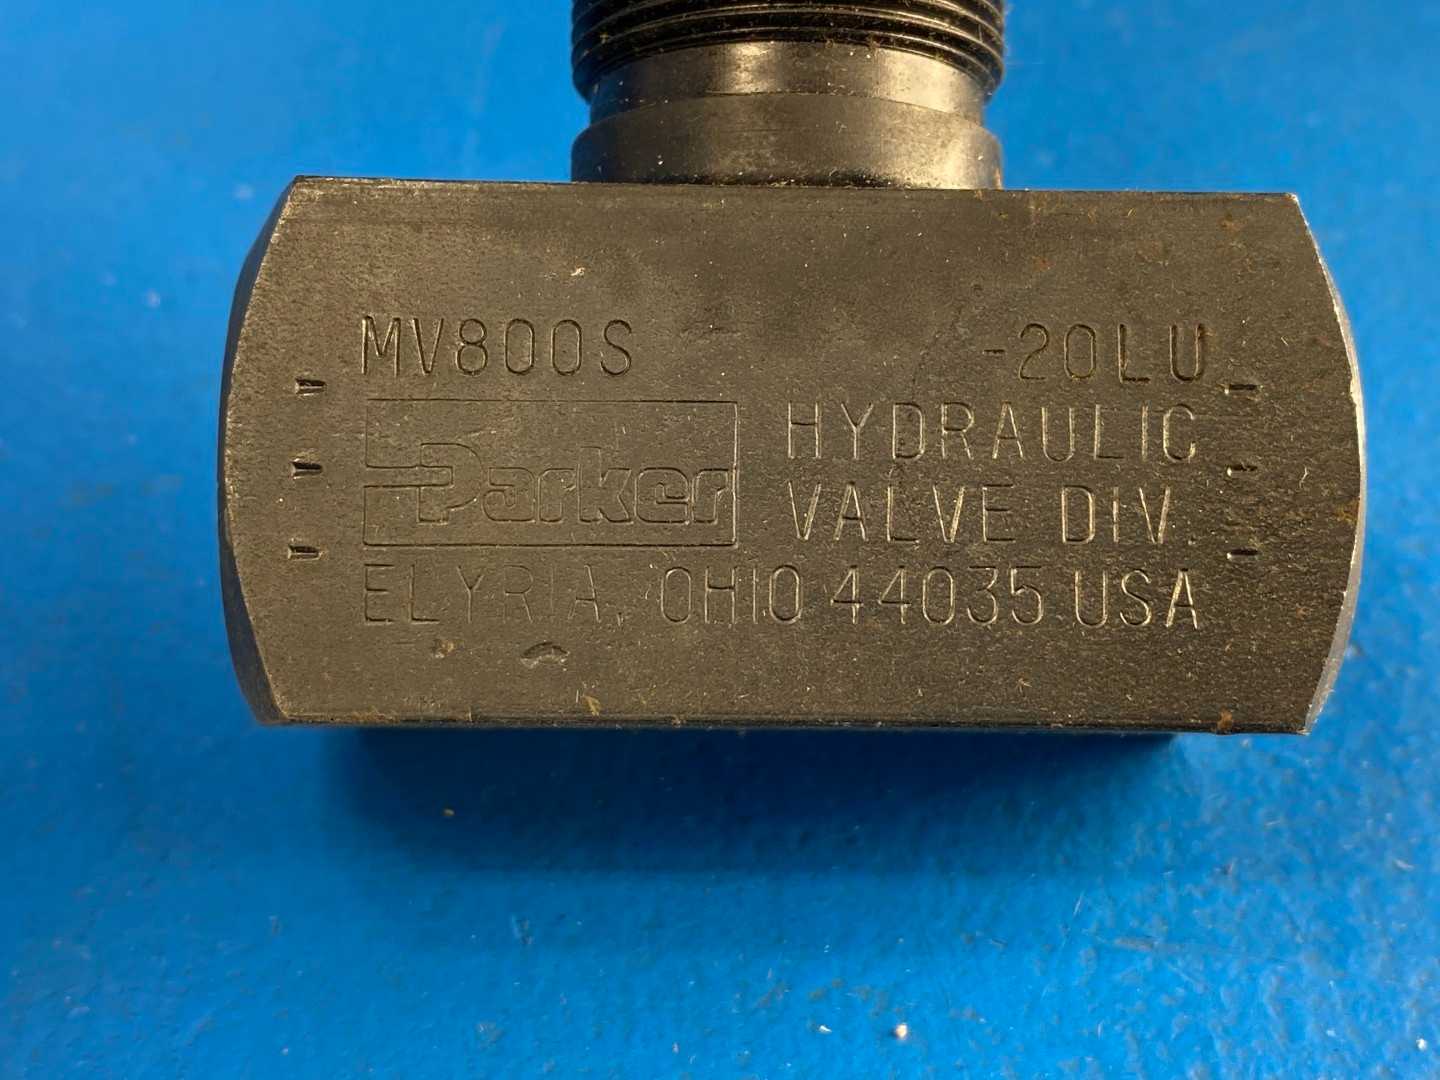 MV800S -20LU
Parker HYDRAULIC
VALVE DIV.
ELYRIA, OHIO 44035 USA